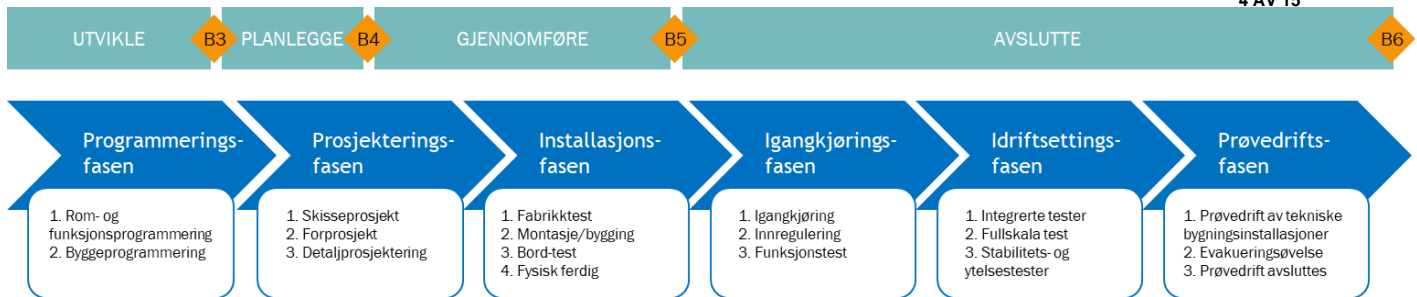 4 AV 15
UTVIKLE B3 PLANLEGGE B4 GJENNOMFØRE B5 AVSLUTTE B6
Programmerings-
fasen
1. Rom- og
funksjonsprogrammering
2. Byggeprogrammering
Prosjekterings-
fasen
1. Skisseprosjekt
2. Forprosjekt
3. Detaljprosjektering
Installasjons-
fasen
1. Fabrikktest
2. Montasje/bygging
3. Bord-test
4. Fysisk ferdig
Igangkjørings-
fasen
1. Igangkjøring
2. Innregulering
3. Funksjonstest
Idriftsettings-
fasen
1. Integrerte tester
2. Fullskala test
3. Stabilitets- og
ytelsestester
Prøvedrifts-
fasen
1. Prøvedrift av tekniske
bygningsinstallasjoner
2. Evakueringsøvelse
3. Prøvedrift avsluttes